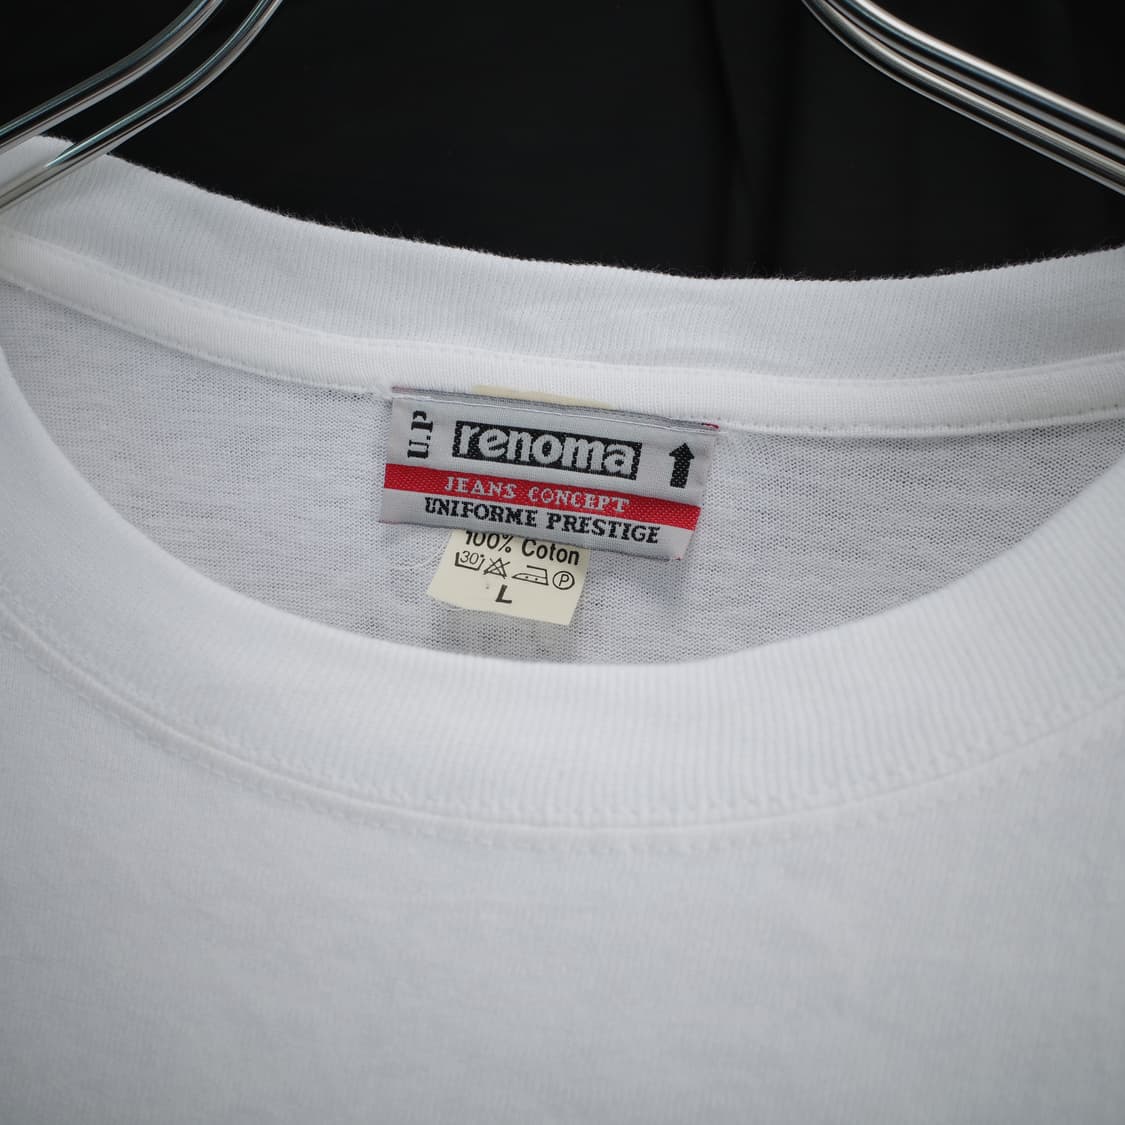 U.P
renoma
JEANS CONCEPT
UNIFORME PRESTIGE
100% Coton
30° P
L